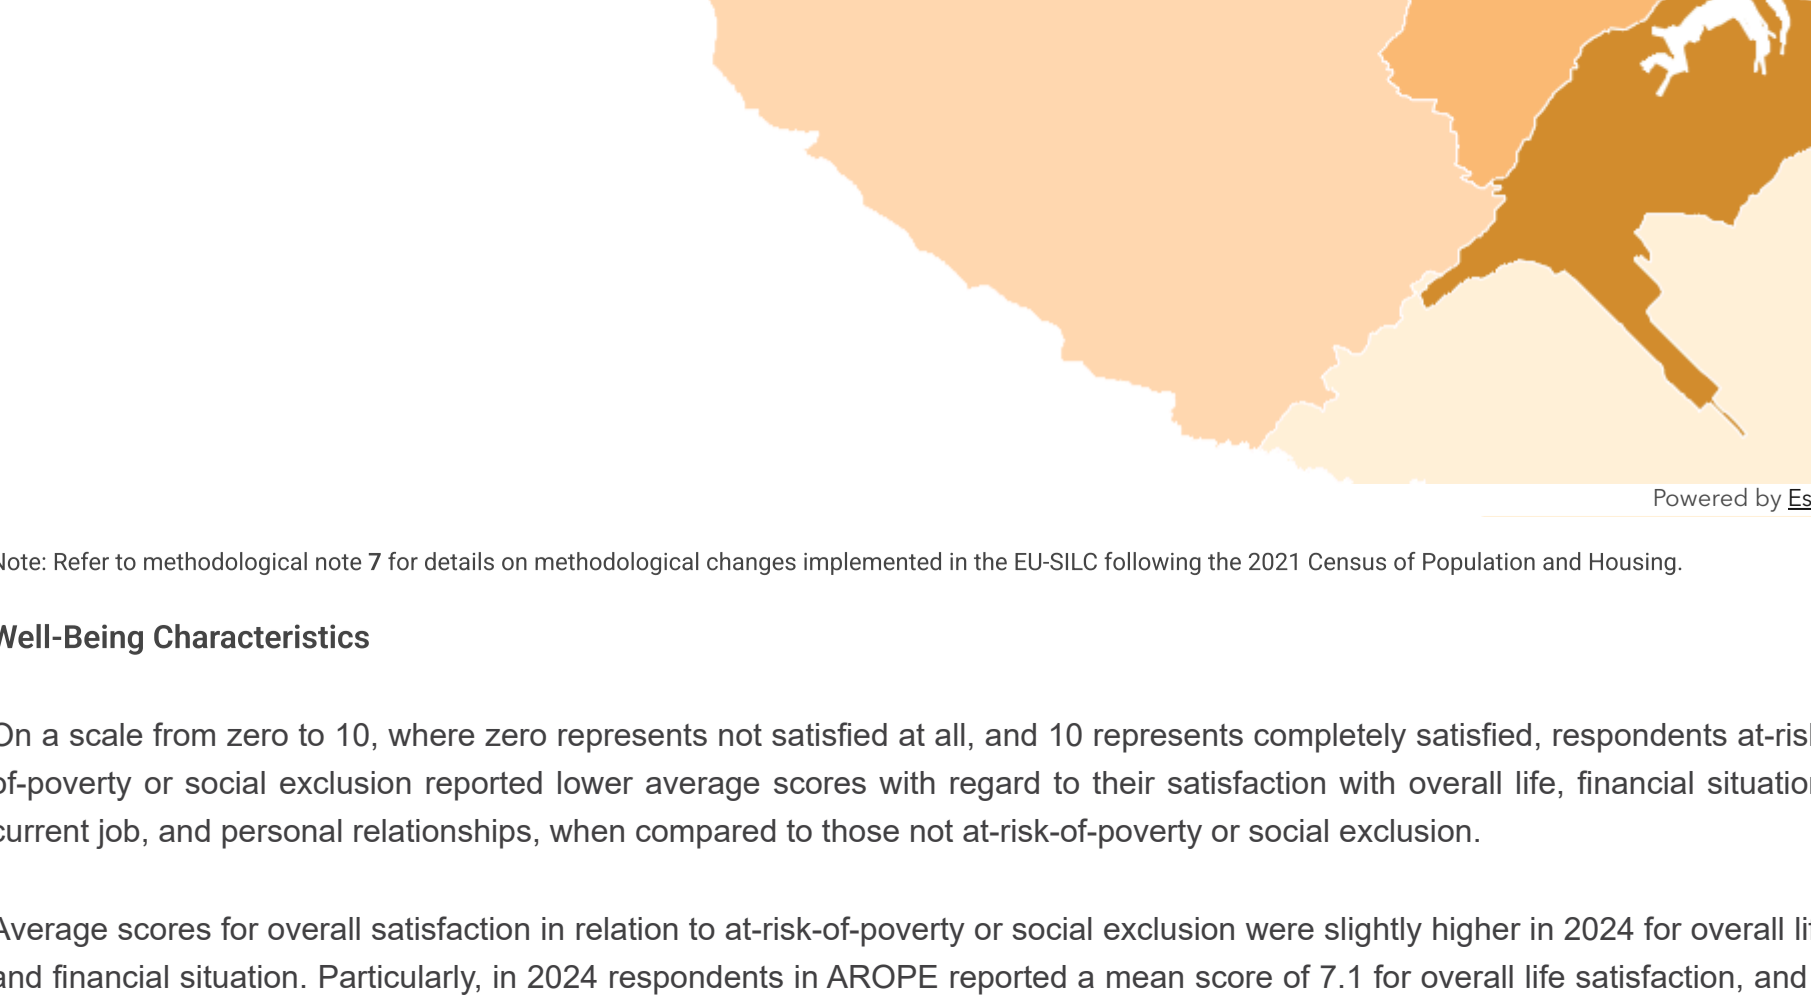 Powered by Es
Note: Refer to methodological note 7 for details on methodological changes implemented in the EU-SILC following the 2021 Census of Population and Housing.
Well-Being Characteristics
On a scale from zero to 10, where zero represents not satisfied at all, and 10 represents completely satisfied, respondents at-risk
of-poverty or social exclusion reported lower average scores with regard to their satisfaction with overall life, financial situation
current job, and personal relationships, when compared to those not at-risk-of-poverty or social exclusion.
Average scores for overall satisfaction in relation to at-risk-of-poverty or social exclusion were slightly higher in 2024 for overall lif
and financial situation. Particularly, in 2024 respondents in AROPE reported a mean score of 7.1 for overall life satisfaction, and